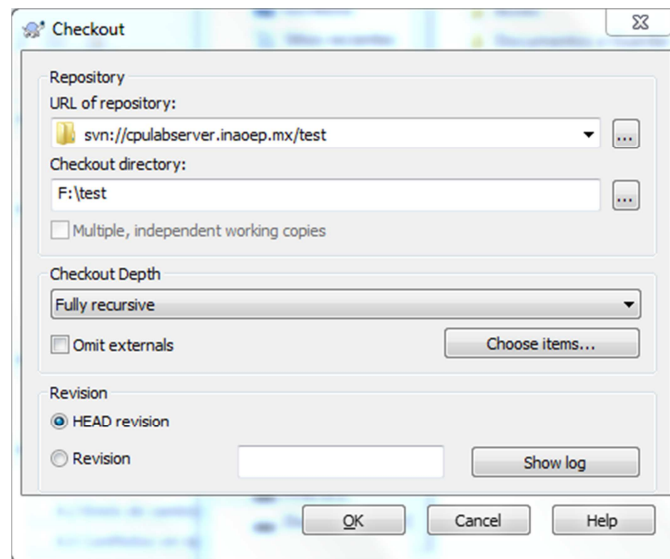 Checkout
Repository
URL of repository:
svn://cpulabserver.inaoep.mx/test
...
Checkout directory:
F:\test
...
Multiple, independent working copies
Checkout Depth
Fully recursive
Omit externals
Choose items...
Revision
HEAD revision
Revision
Show log
OK
Cancel
Help